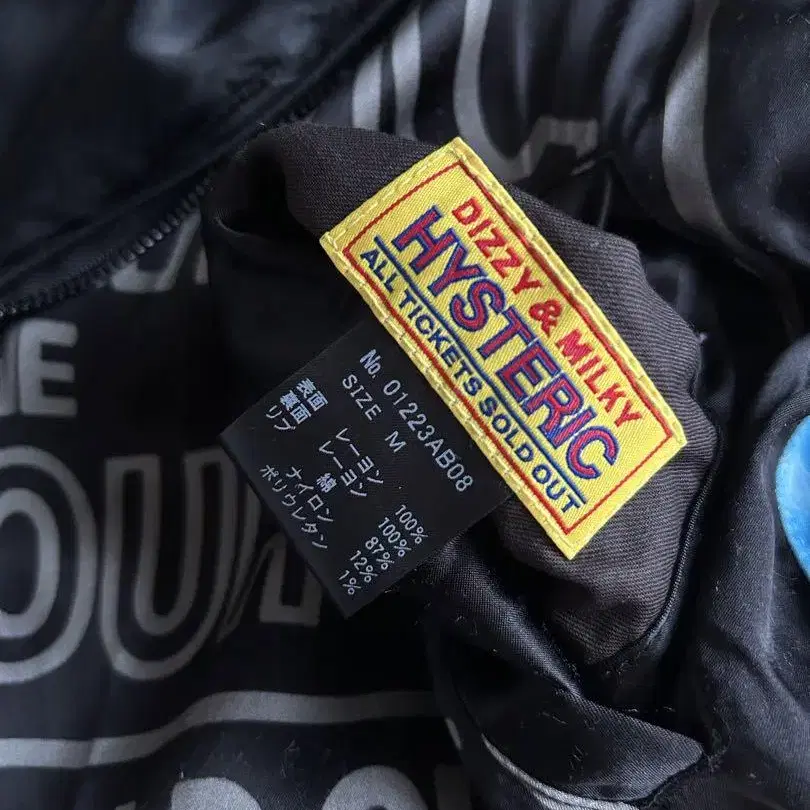 DIZZY & MILKY
HYSTERIC
ALL TICKETS SOLD OUT
No. 01223AB08
SIZE M
表面 レーヨン 100%
裏面 レーヨン 100%
リブ 綿 87%
ナイロン 12%
ポリウレタン 1%